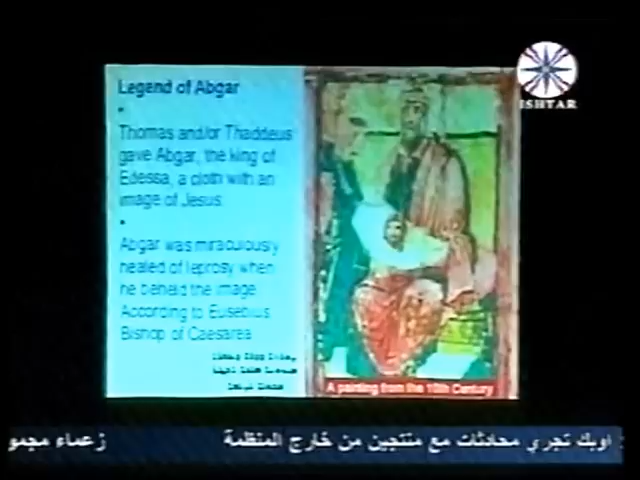 Legend of Abgar
Thomas and/or Thaddeus
gave Abgar, the king of
Edessa, a cloth with an
image of Jesus
Abgar was miraculously
healed of leprosy when
he beheld the image
According to Eusebius
Bishop of Caesarea
A painting from the 10th Century
ISHTAR
اوبك تجري محادثات مع منتجين من خارج المنظمة
زعماء